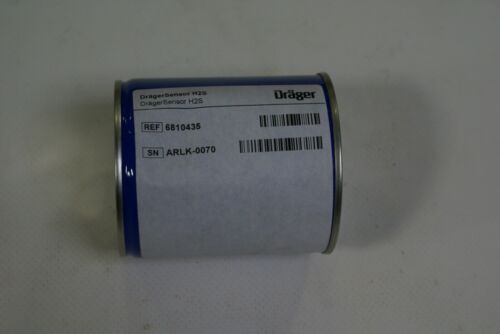 DrägerSensor H2S
DrägerSensor H2S
Dräger
REF 6810435
SN ARLK-0070